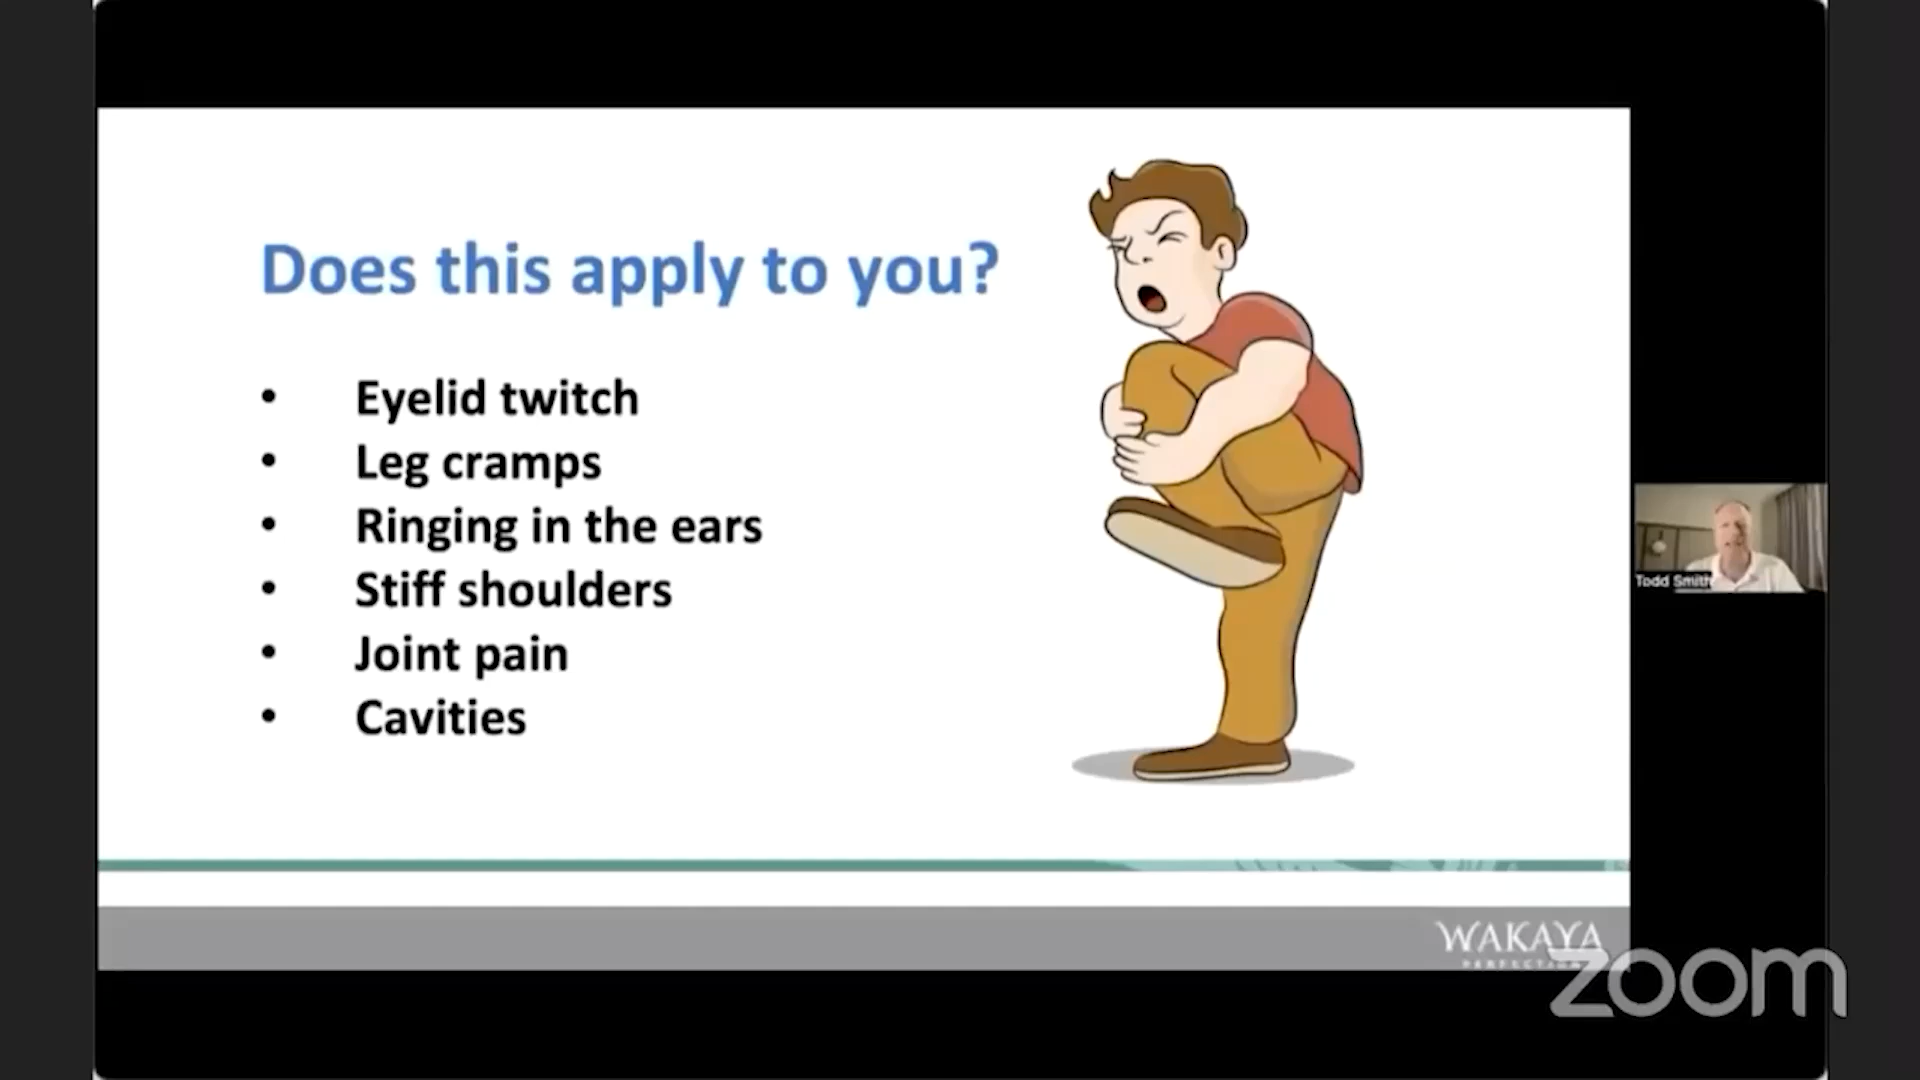 Does this apply to you?
• Eyelid twitch
• Leg cramps
• Ringing in the ears
• Stiff shoulders
• Joint pain
• Cavities
Todd Smith
WAKAYA
PERFECTION
zoom